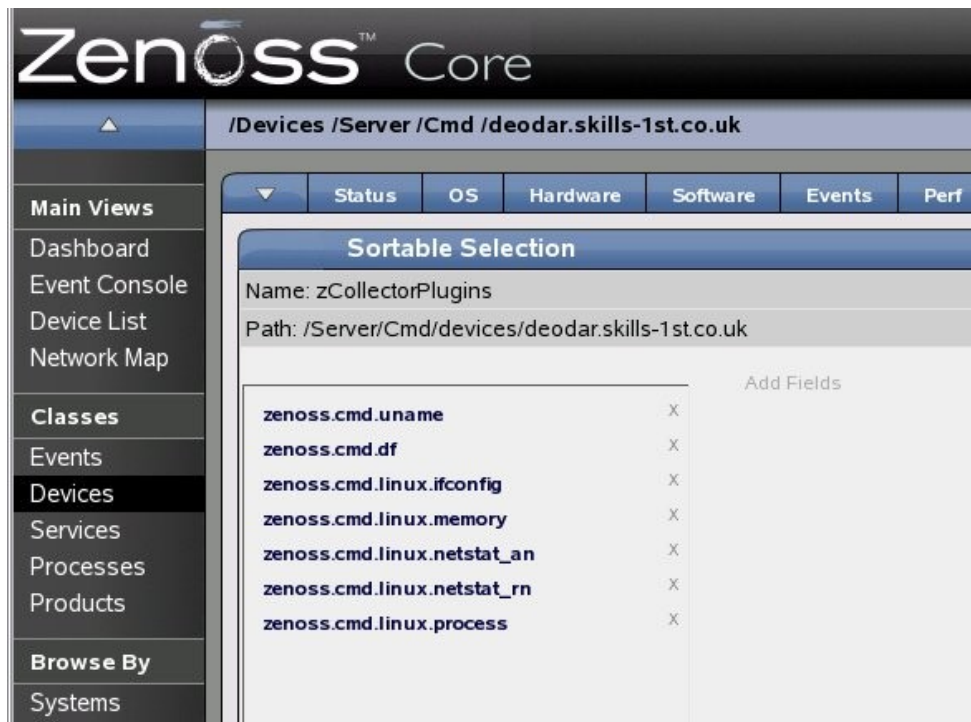 Zenoss™ Core
/Devices /Server /Cmd /deodar.skills-1st.co.uk
Main Views
Dashboard
Event Console
Device List
Network Map
Classes
Events
Devices
Services
Processes
Products
Browse By
Systems
Status OS Hardware Software Events Perf
Sortable Selection
Name: zCollectorPlugins
Path: /Server/Cmd/devices/deodar.skills-1st.co.uk
Add Fields
zenoss.cmd.uname X
zenoss.cmd.df X
zenoss.cmd.linux.ifconfig X
zenoss.cmd.linux.memory X
zenoss.cmd.linux.netstat_an X
zenoss.cmd.linux.netstat_rn X
zenoss.cmd.linux.process X